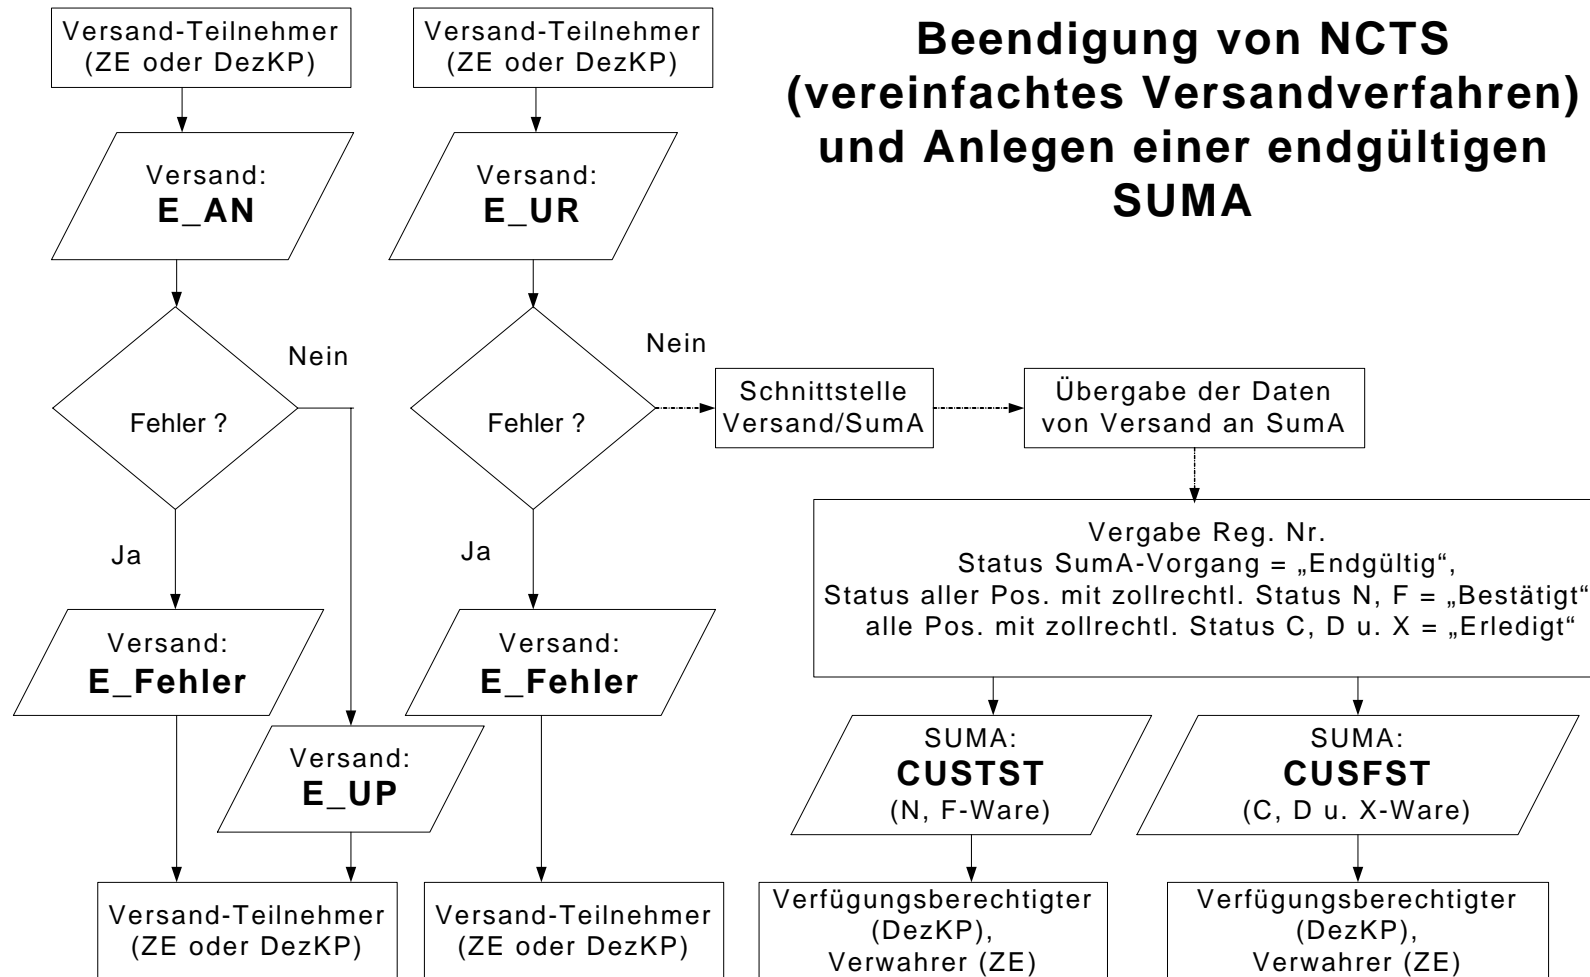 Beendigung von NCTS
(vereinfachtes Versandverfahren)
und Anlegen einer endgültigen
SUMA
Versand-Teilnehmer
(ZE oder DezKP)
Versand-Teilnehmer
(ZE oder DezKP)
Versand:
E_AN
Versand:
E_UR
Nein
Fehler ?
Ja
Nein
Fehler ?
Ja
Schnittstelle
Versand/SumA
Übergabe der Daten
von Versand an SumA
Vergabe Reg. Nr.
Status SumA-Vorgang = „Endgültig“,
Status aller Pos. mit zollrechtl. Status N, F = „Bestätigt“
alle Pos. mit zollrechtl. Status C, D u. X = „Erledigt“
Versand:
E_Fehler
Versand:
E_UP
Versand:
E_Fehler
SUMA:
CUSTST
(N, F-Ware)
SUMA:
CUSFST
(C, D u. X-Ware)
Versand-Teilnehmer
(ZE oder DezKP)
Versand-Teilnehmer
(ZE oder DezKP)
Verfügungsberechtigter
(DezKP),
Verwahrer (ZE)
Verfügungsberechtigter
(DezKP),
Verwahrer (ZE)